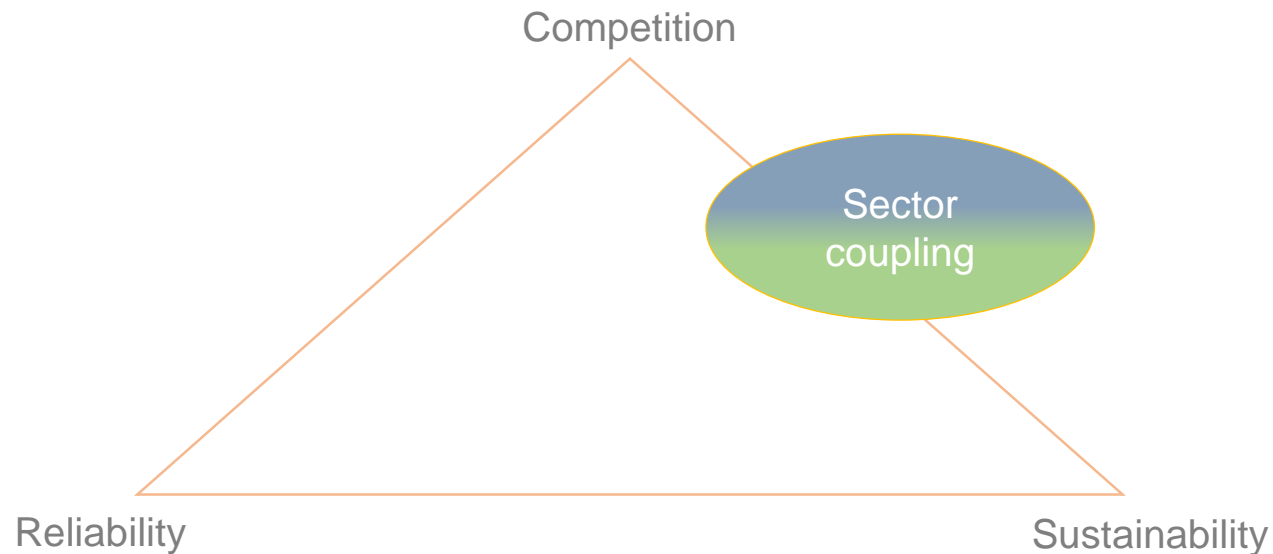 Competition
Sector
coupling
Reliability
Sustainability